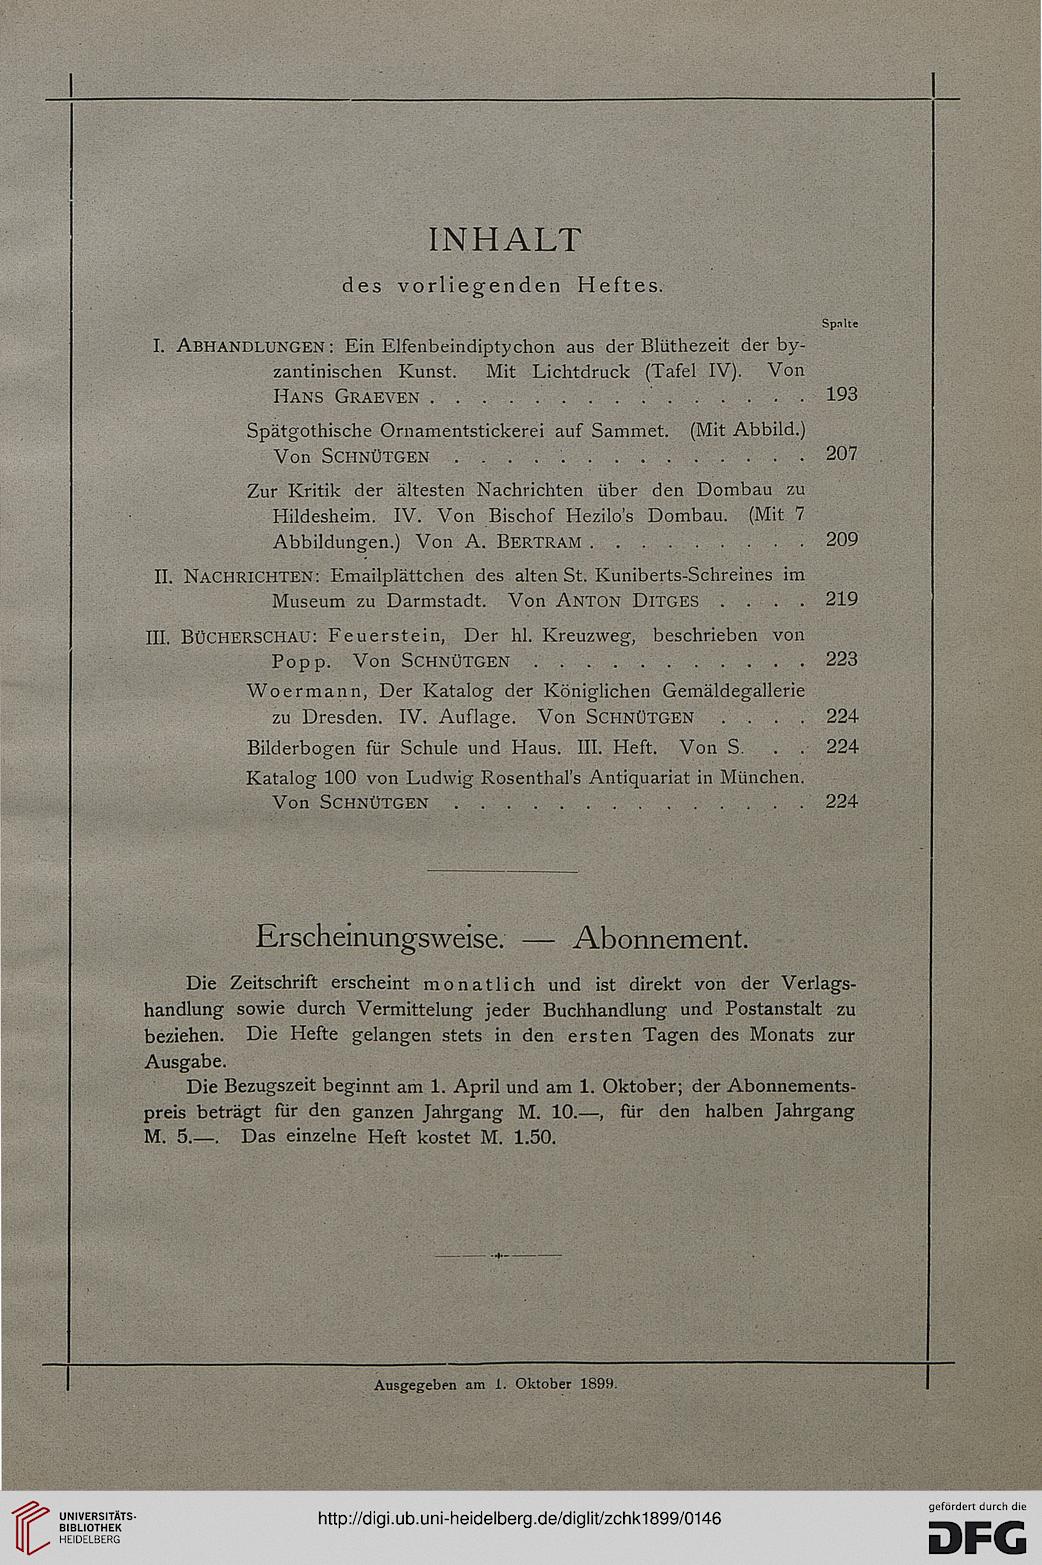 INHALT
des vorliegenden Heftes.
Spalte
I. ABHANDLUNGEN: Ein Elfenbeindiptychon aus der Blüthezeit der by-
zantinischen Kunst. Mit Lichtdruck (Tafel IV). Von
HANS GRAEVEN . . . . . . . . . . . . . . . 193
Spätgothische Ornamentstickerei auf Sammet. (Mit Abbild.)
Von SCHNÜTGEN . . . . . . . . . . . . . . 207
Zur Kritik der ältesten Nachrichten über den Dombau zu
Hildesheim. IV. Von Bischof Hezilo's Dombau. (Mit 7
Abbildungen.) Von A. BERTRAM . . . . . . . . . 209
II. NACHRICHTEN: Emailplättchen des alten St. Kuniberts-Schreines im
Museum zu Darmstadt. Von ANTON DITGES . . . . 219
III. BÜCHERSCHAU: Feuerstein, Der hl. Kreuzweg, beschrieben von
Popp. Von SCHNÜTGEN . . . . . . . . . . . 223
Woermann, Der Katalog der Königlichen Gemäldegallerie
zu Dresden. IV. Auflage. Von SCHNÜTGEN . . . . 224
Bilderbogen für Schule und Haus. III. Heft. Von S. . . 224
Katalog 100 von Ludwig Rosenthal's Antiquariat in München.
Von SCHNÜTGEN . . . . . . . . . . . . . . 224
Erscheinungsweise. — Abonnement.
Die Zeitschrift erscheint monatlich und ist direkt von der Verlags-
handlung sowie durch Vermittelung jeder Buchhandlung und Postanstalt zu
beziehen. Die Hefte gelangen stets in den ersten Tagen des Monats zur
Ausgabe.
Die Bezugszeit beginnt am 1. April und am 1. Oktober; der Abonnements-
preis beträgt für den ganzen Jahrgang M. 10.—, für den halben Jahrgang
M. 5.—. Das einzelne Heft kostet M. 1.50.
Ausgegeben am 1. Oktober 1899.
UNIVERSITÄTS-
BIBLIOTHEK
HEIDELBERG
http://digi.ub.uni-heidelberg.de/diglit/zchk1899/0146
gefördert durch die
DFG